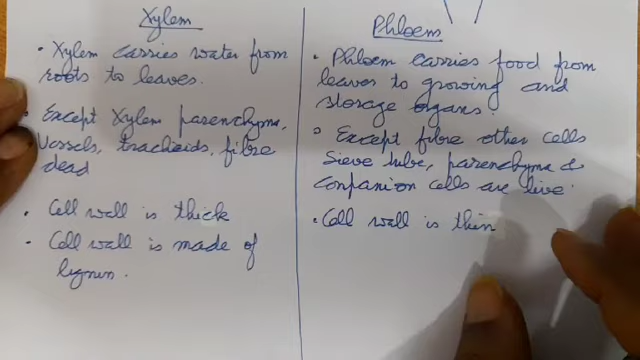 Xylem
• Xylem carries water from
roots to leaves.
• Except Xylem parenchyma,
Vessels, tracheids, fibre
dead
• Cell wall is thick
• Cell wall is made of
lignin.
Phloem
• Phloem carries food from
leaves to growing and
storage organs.
• Except fibre other cells
Sieve tube, parenchyma &
Companion cells are live.
• Cell wall is thin